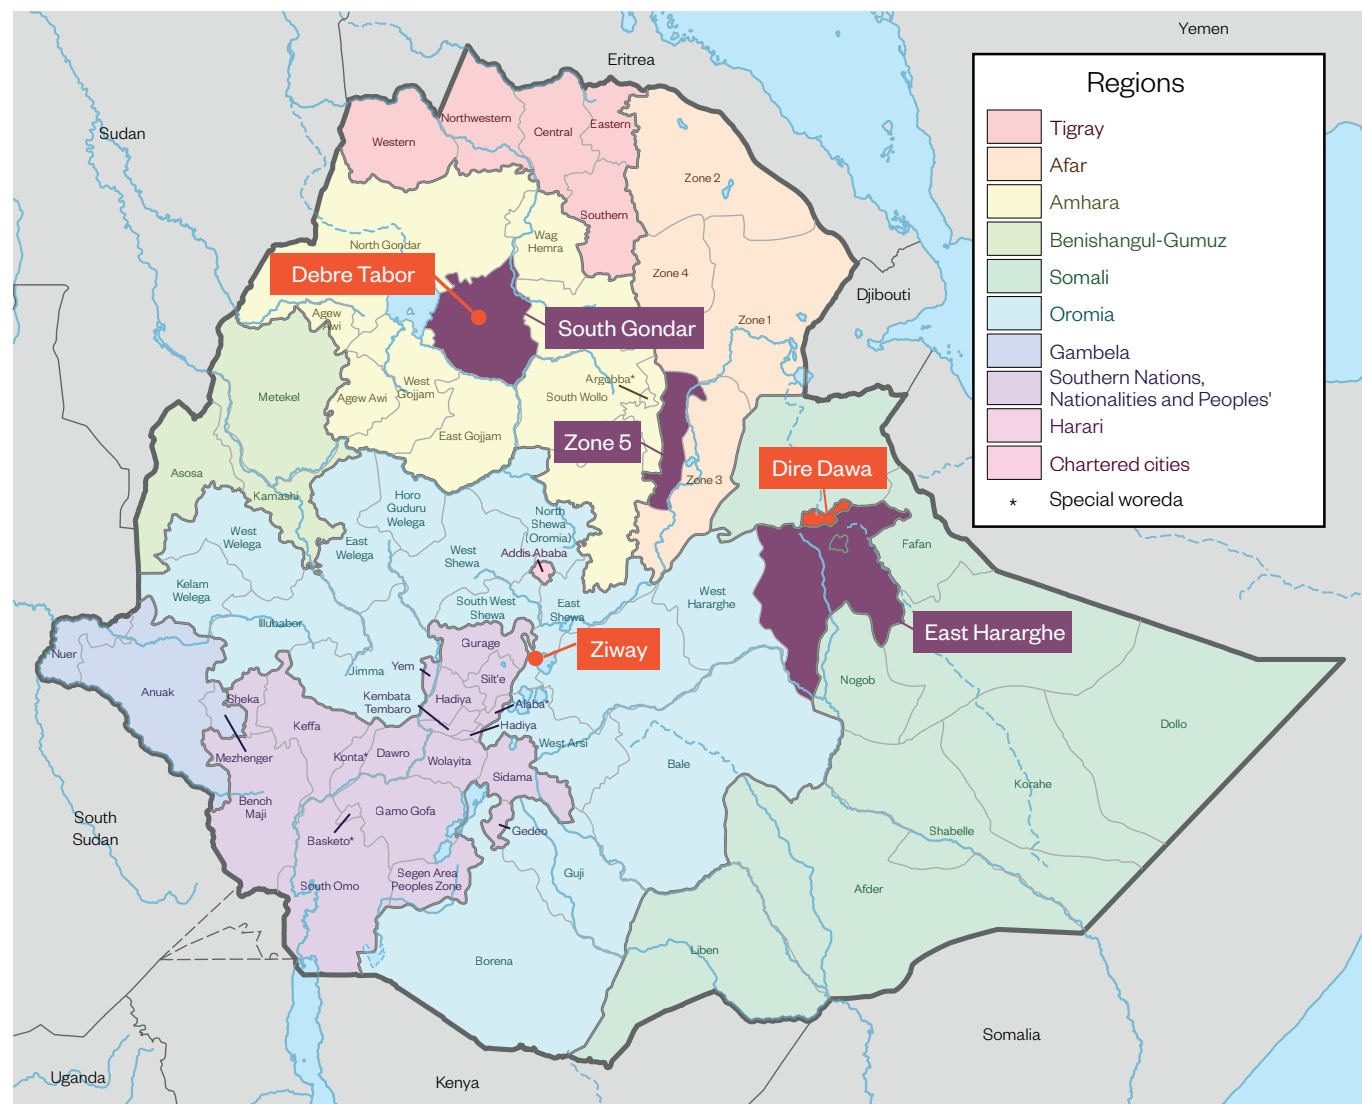 Yemen
Eritrea
Sudan
Regions
Tigray
Afar
Amhara
Benishangul-Gumuz
Somali
Oromia
Gambela
Southern Nations,
Nationalities and Peoples'
Harari
Chartered cities
* Special woreda
Northwestern
Western
Central
Eastern
Zone 2
Southern
Wag
Hemra
North Gondar
Debre Tabor
Zone 4
Djibouti
Zone 1
South Gondar
Agew
Awi
West
Gojjam
Agew Awi
Argobba*
South Wollo
Metekel
East Gojjam
Zone 5
Dire Dawa
Asosa
Zone 3
Kamashi
Horo
Guduru
Welega
North
Shewa
(Oromia)
West
Welega
East
Welega
West
Shewa
Addis Ababa
Fafan
Kelam
Welega
South West
Shewa
East
Shewa
West
Hararghe
Illubabor
East Hararghe
Nuer
Gurage
Ziway
Jimma
Yem
Silt'e
Nogob
Anuak
Sheka
Kembata
Tembaro
Hadiya
Alaba*
Hadiya
Keffa
Dollo
West Arsi
Mezhenger
Konta*
Dawro
Wolayita
Bale
Sidama
Korahe
Bench
Maji
Gamo Gofa
South
Sudan
Basketo*
Gedeo
Shabelle
Segen Area
Peoples Zone
Guji
South Omo
Afder
Liben
Borena
Somalia
Uganda
Kenya